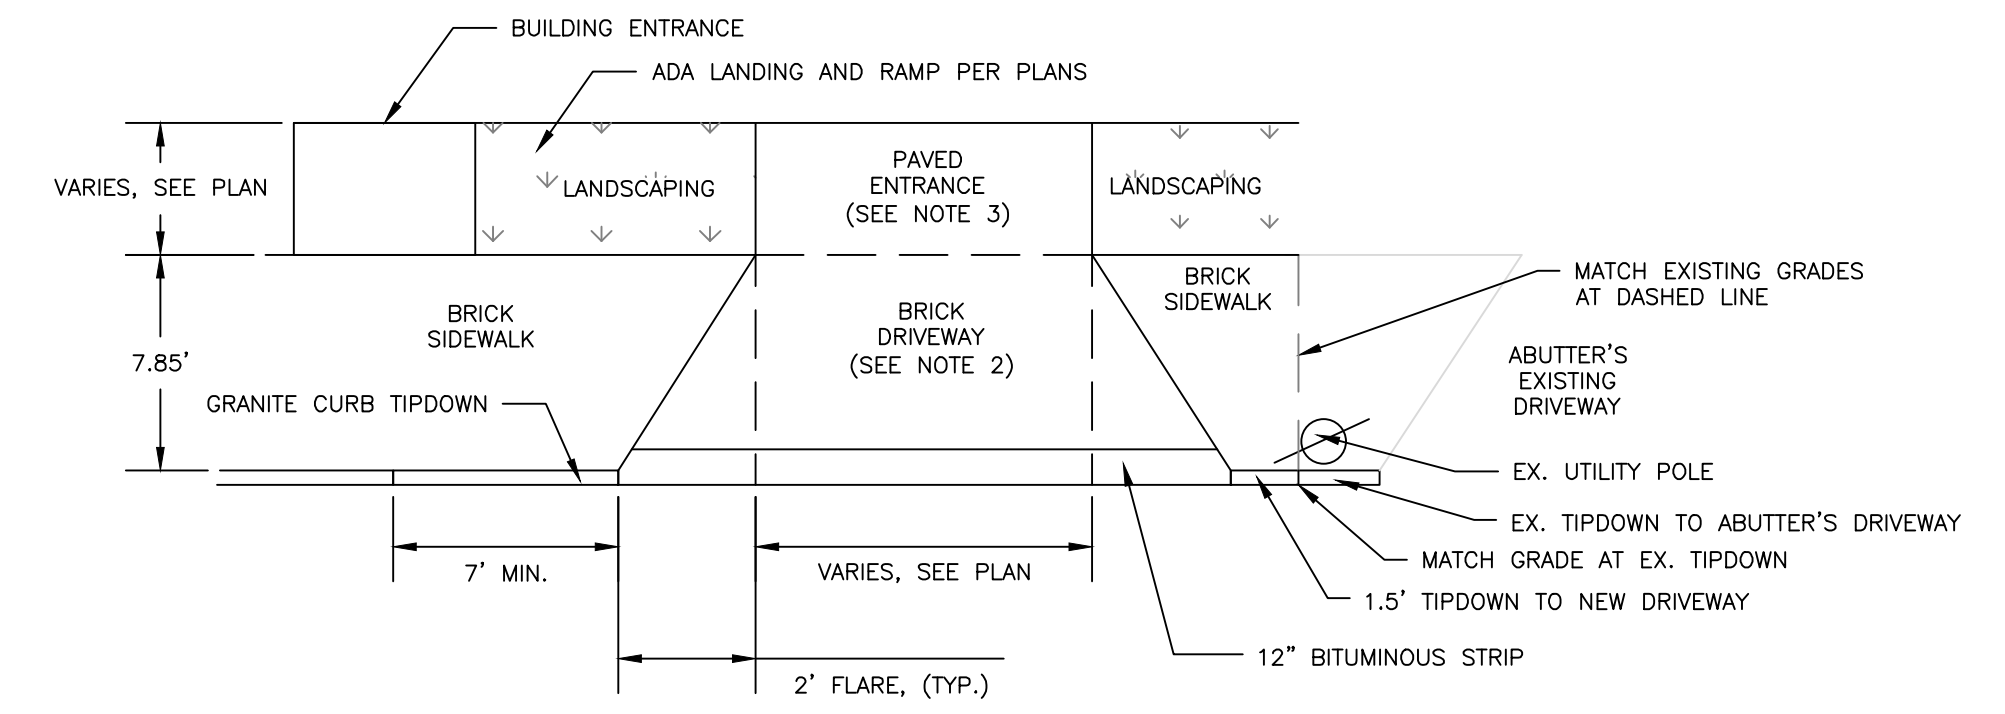 BUILDING ENTRANCE
ADA LANDING AND RAMP PER PLANS
VARIES, SEE PLAN
LANDSCAPING
PAVED
ENTRANCE
(SEE NOTE 3)
LANDSCAPING
BRICK
SIDEWALK
MATCH EXISTING GRADES
AT DASHED LINE
BRICK
SIDEWALK
BRICK
DRIVEWAY
(SEE NOTE 2)
7.85'
ABUTTER'S
EXISTING
DRIVEWAY
GRANITE CURB TIPDOWN
EX. UTILITY POLE
EX. TIPDOWN TO ABUTTER'S DRIVEWAY
MATCH GRADE AT EX. TIPDOWN
7' MIN.
VARIES, SEE PLAN
1.5' TIPDOWN TO NEW DRIVEWAY
12" BITUMINOUS STRIP
2' FLARE, (TYP.)